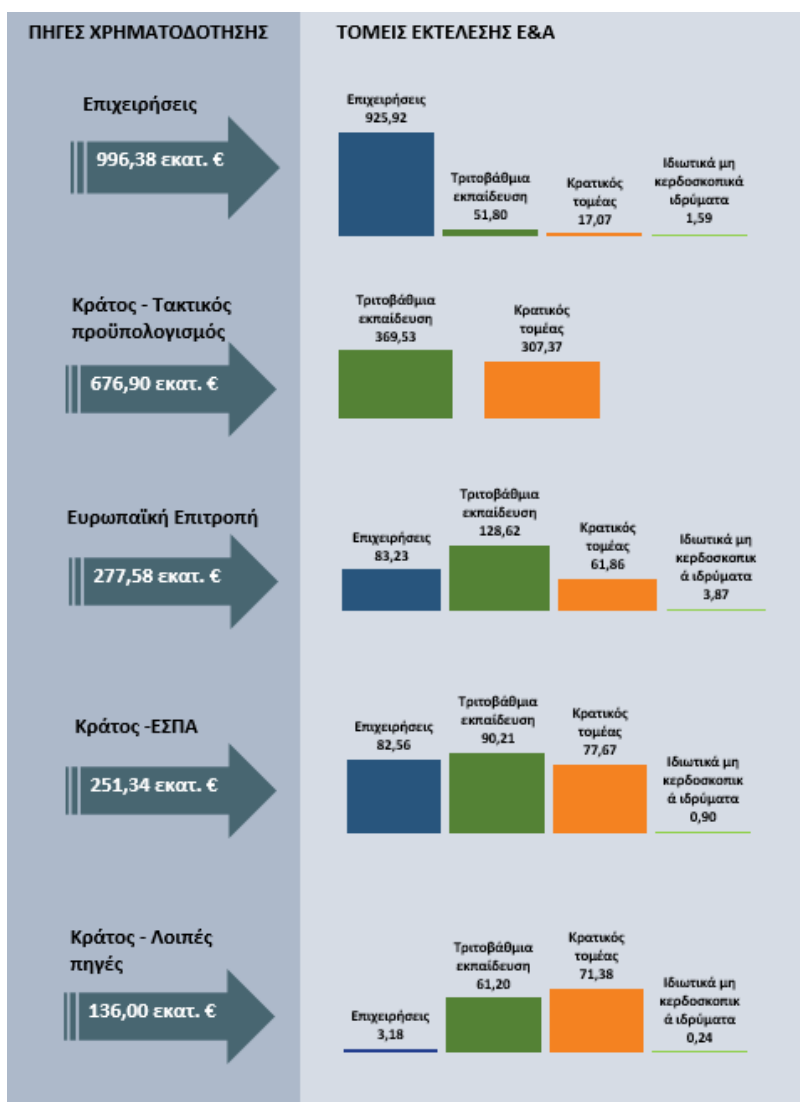 ΠΗΓΕΣ ΧΡΗΜΑΤΟΔΟΤΗΣΗΣ
ΤΟΜΕΙΣ ΕΚΤΕΛΕΣΗΣ Ε&Α
Επιχειρήσεις
996,38 εκατ. €
Επιχειρήσεις
925,92
Τριτοβάθμια
εκπαίδευση
51,80
Κρατικός
τομέας
17,07
Ιδιωτικά μη
κερδοσκοπικά
ιδρύματα
1,59
Κράτος - Τακτικός
προϋπολογισμός
676,90 εκατ. €
Τριτοβάθμια
εκπαίδευση
369,53
Κρατικός
τομέας
307,37
Ευρωπαϊκή Επιτροπή
277,58 εκατ. €
Επιχειρήσεις
83,23
Τριτοβάθμια
εκπαίδευση
128,62
Κρατικός
τομέας
61,86
Ιδιωτικά μη
κερδοσκοπικ
ά ιδρύματα
3,87
Κράτος -ΕΣΠΑ
251,34 εκατ. €
Επιχειρήσεις
82,56
Τριτοβάθμια
εκπαίδευση
90,21
Κρατικός
τομέας
77,67
Ιδιωτικά μη
κερδοσκοπικ
ά ιδρύματα
0,90
Κράτος - Λοιπές
πηγές
136,00 εκατ. €
Επιχειρήσεις
3,18
Τριτοβάθμια
εκπαίδευση
61,20
Κρατικός
τομέας
71,38
Ιδιωτικά μη
κερδοσκοπικ
ά ιδρύματα
0,24